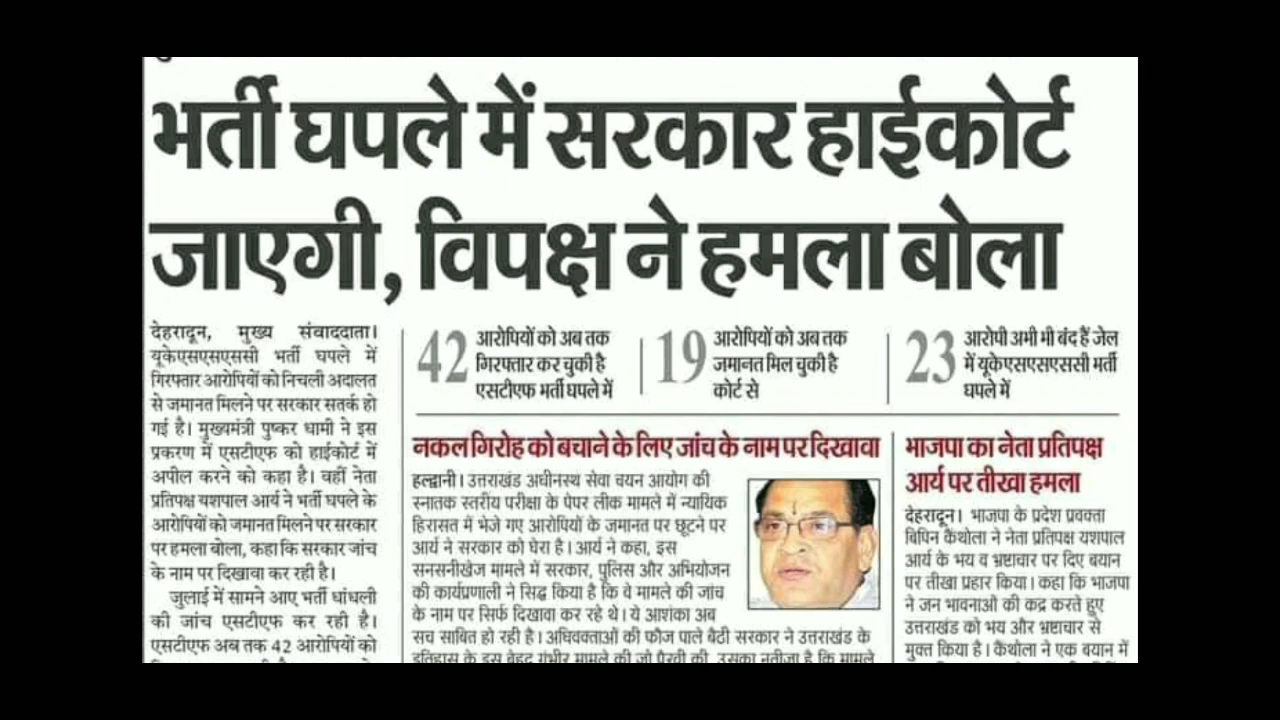 भर्ती घपले में सरकार हाईकोर्ट
जाएगी, विपक्ष ने हमला बोला
देहरादून, मुख्य संवाददाता।
यूकेएसएसएससी भर्ती घपले में
गिरफ्तार आरोपियों को निचली अदालत
से जमानत मिलने पर सरकार सतर्क हो
गई है। मुख्यमंत्री पुष्कर धामी ने इस
प्रकरण में एसटीएफ को हाईकोर्ट में
अपील करने को कहा है। वहीं नेता
प्रतिपक्ष यशपाल आर्य ने भर्ती घपले के
आरोपियों को जमानत मिलने पर सरकार
पर हमला बोला, कहा कि सरकार जांच
के नाम पर दिखावा कर रही है।
जुलाई में सामने आए भर्ती धांधली
की जांच एसटीएफ कर रही है।
एसटीएफ अब तक 42 आरोपियों को
42 आरोपियों को अब तक
गिरफ्तार कर चुकी है
एसटीएफ भर्ती घपले में
19 आरोपियों को अब तक
जमानत मिल चुकी है
कोर्ट से
23 आरोपी अभी भी बंद हैं जेल
में यूकेएसएसएससी भर्ती
घपले में
नकल गिरोह को बचाने के लिए जांच के नाम पर दिखावा
हल्द्वानी। उत्तराखंड अधीनस्थ सेवा चयन आयोग की
स्नातक स्तरीय परीक्षा के पेपर लीक मामले में न्यायिक
हिरासत में भेजे गए आरोपियों के जमानत पर छूटने पर
आर्य ने सरकार को घेरा है। आर्य ने कहा, इस
सनसनीखेज मामले में सरकार, पुलिस और अभियोजन
की कार्यप्रणाली ने सिद्ध किया है कि वे मामले की जांच
के नाम पर सिर्फ दिखावा कर रहे थे। ये आशंका अब
सच साबित हो रही है। अधिवक्ताओं की फौज पाले बैठी सरकार ने उत्तराखंड के
इतिहास के इस बेहद गंभीर मामले की जो पैरवी की, उसका नतीजा है कि मामले
भाजपा का नेता प्रतिपक्ष
आर्य पर तीखा हमला
देहरादून। भाजपा के प्रदेश प्रवक्ता
बिपिन कैंथोला ने नेता प्रतिपक्ष यशपाल
आर्य के भय व भ्रष्टाचार पर दिए बयान
पर तीखा प्रहार किया। कहा कि भाजपा
ने जन भावनाओं की कद्र करते हुए
उत्तराखंड को भय और भ्रष्टाचार से
मुक्त किया है। कैंथोला ने एक बयान में